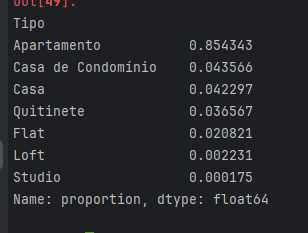 Out[49]:
Tipo
Apartamento 0.854343
Casa de Condomínio 0.043566
Casa 0.042297
Quitinete 0.036567
Flat 0.020821
Loft 0.002231
Studio 0.000175
Name: proportion, dtype: float64